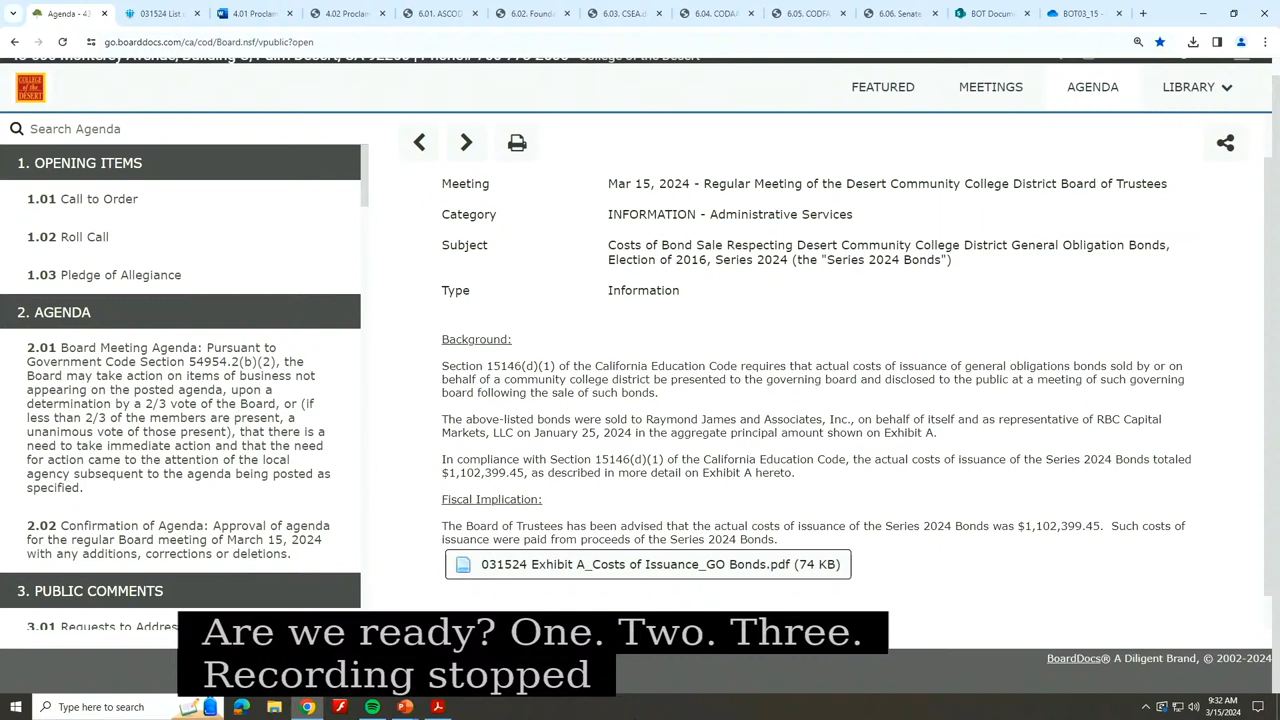 Agenda - 4:
031524 List u
4.01 Proclam
4.02 Proclam
6.01. ASCOD
6.02. Founda
6.03. CSEA.d
6.04. CODAA
6.05. CODFA
6.06. Senate
BOT Docum
BOT03_15 -
go.boarddocs.com/ca/cod/Board.nsf/vpublic?open
COLLEGE of the DESERT
FEATURED
MEETINGS
AGENDA
LIBRARY
Search Agenda
1. OPENING ITEMS
1.01 Call to Order
1.02 Roll Call
1.03 Pledge of Allegiance
2. AGENDA
2.01 Board Meeting Agenda: Pursuant to
Government Code Section 54954.2(b)(2), the
Board may take action on items of business not
appearing on the posted agenda, upon a
determination by a 2/3 vote of the Board, or (if
less than 2/3 of the members are present, a
unanimous vote of those present), that there is a
need to take immediate action and that the need
for action came to the attention of the local
agency subsequent to the agenda being posted as
specified.
2.02 Confirmation of Agenda: Approval of agenda
for the regular Board meeting of March 15, 2024
with any additions, corrections or deletions.
3. PUBLIC COMMENTS
3.01 Requests to Addres
Meeting Mar 15, 2024 - Regular Meeting of the Desert Community College District Board of Trustees
Category INFORMATION - Administrative Services
Subject Costs of Bond Sale Respecting Desert Community College District General Obligation Bonds,
Election of 2016, Series 2024 (the "Series 2024 Bonds")
Type Information
Background:
Section 15146(d)(1) of the California Education Code requires that actual costs of issuance of general obligations bonds sold by or on
behalf of a community college district be presented to the governing board and disclosed to the public at a meeting of such governing
board following the sale of such bonds.
The above-listed bonds were sold to Raymond James and Associates, Inc., on behalf of itself and as representative of RBC Capital
Markets, LLC on January 25, 2024 in the aggregate principal amount shown on Exhibit A.
In compliance with Section 15146(d)(1) of the California Education Code, the actual costs of issuance of the Series 2024 Bonds totaled
$1,102,399.45, as described in more detail on Exhibit A hereto.
Fiscal Implication:
The Board of Trustees has been advised that the actual costs of issuance of the Series 2024 Bonds was $1,102,399.45. Such costs of
issuance were paid from proceeds of the Series 2024 Bonds.
031524 Exhibit A_Costs of Issuance_GO Bonds.pdf (74 KB)
Are we ready? One. Two. Three.
Recording stopped
BoardDocs® A Diligent Brand, © 2002-2024
Type here to search
9:32 AM
3/15/2024